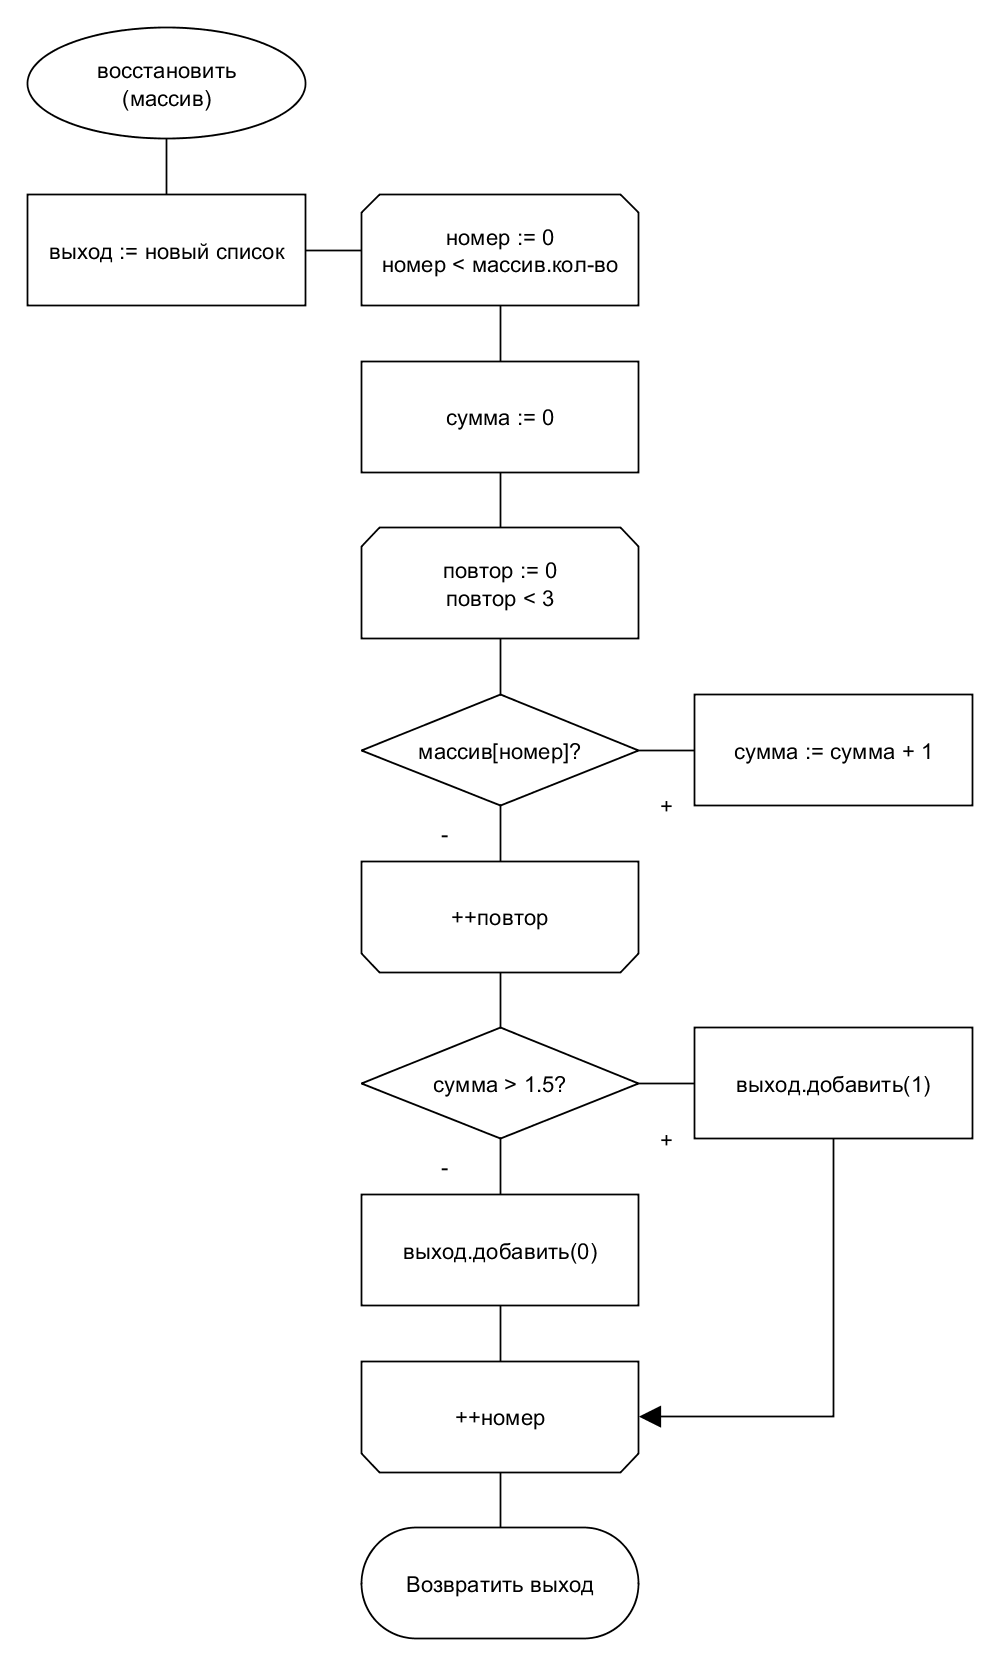 восстановить
(массив)
выход := новый список
номер := 0
номер < массив.кол-во
сумма := 0
повтор := 0
повтор < 3
массив[номер]?
сумма := сумма + 1
+
-
++повтор
сумма > 1.5?
выход.добавить(1)
+
-
выход.добавить(0)
++номер
Возвратить выход